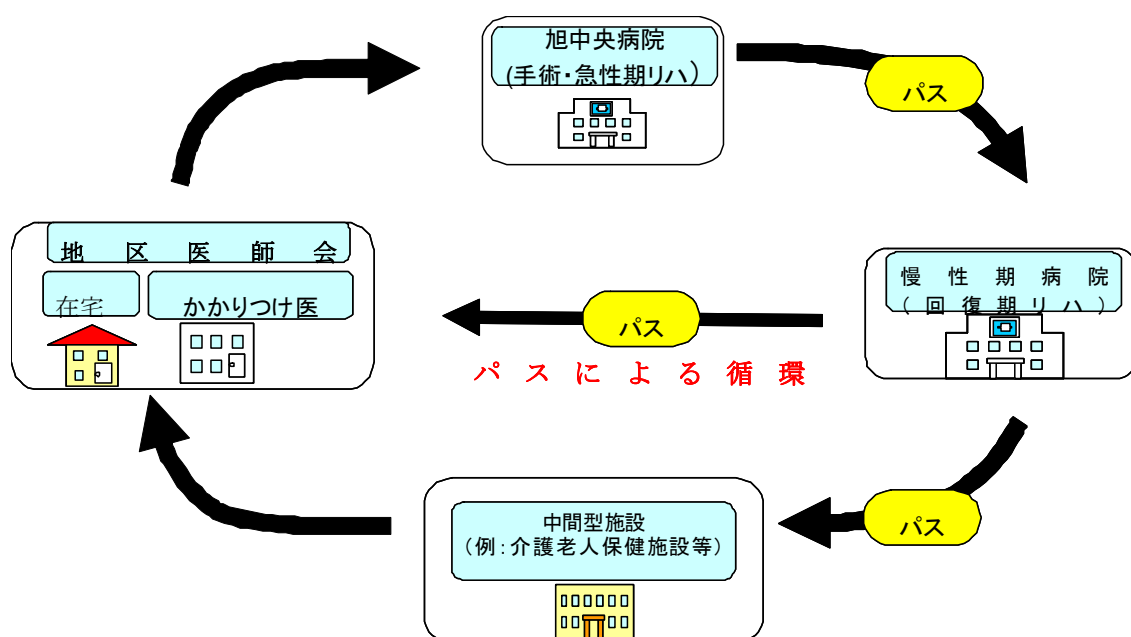 旭中央病院
(手術・急性期リハ)
パス
地区医師会
在宅
かかりつけ医
慢性期病院
(回復期リハ)
パス
パスによる循環
中間型施設
(例:介護老人保健施設等)
パス